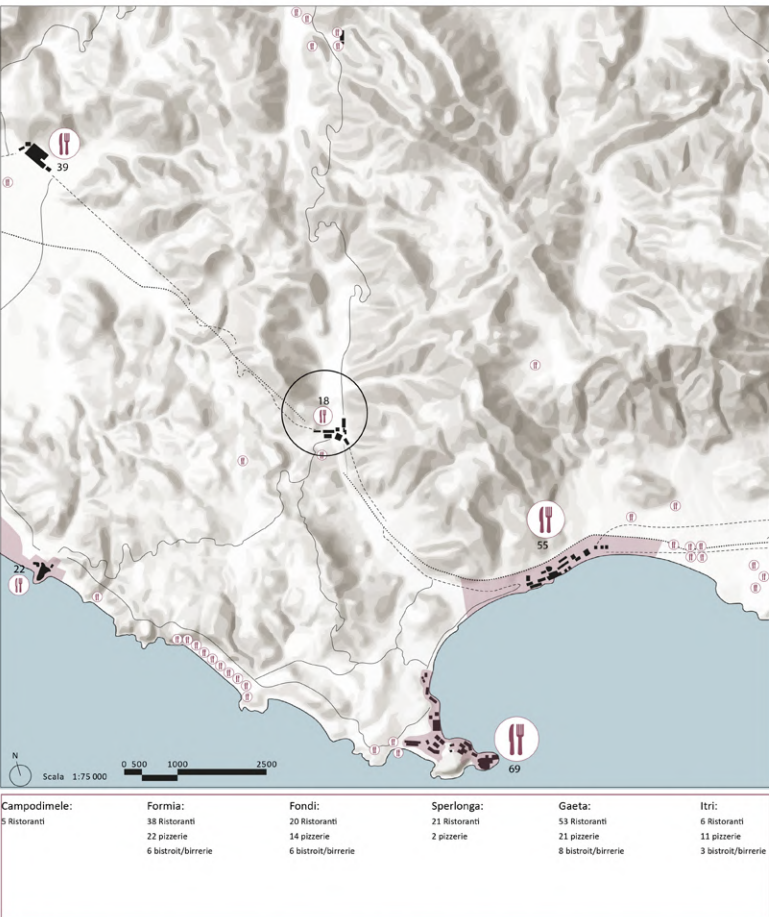 39
18
55
22
69
N
Scala 1:75 000
0 500 1000 2500
Campodimele:
5 Ristoranti
Formia:
38 Ristoranti
22 pizzerie
6 bistroit/birrerie
Fondi:
20 Ristoranti
14 pizzerie
6 bistroit/birrerie
Sperlonga:
21 Ristoranti
2 pizzerie
Gaeta:
53 Ristoranti
21 pizzerie
8 bistroit/birrerie
Itri:
6 Ristoranti
11 pizzerie
3 bistroit/birrerie